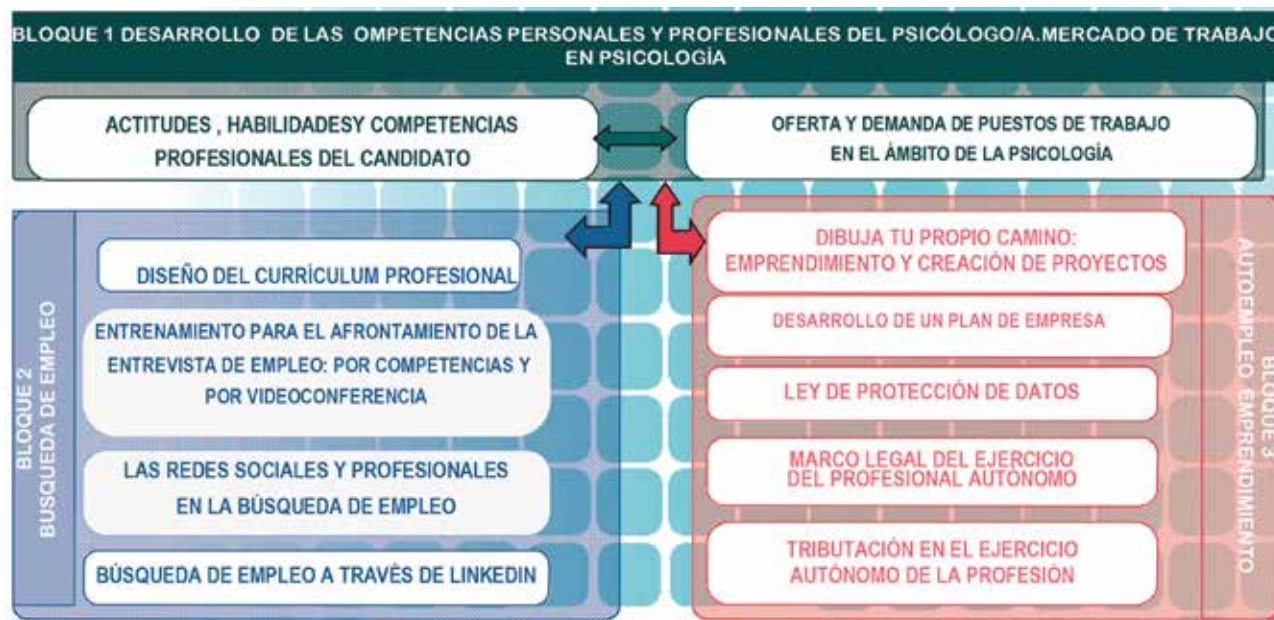 BLOQUE 1 DESARROLLO DE LAS OMPETENCIAS PERSONALES Y PROFESIONALES DEL PSICÓLOGO/A.MERCADO DE TRABAJO
EN PSICOLOGÍA
ACTITUDES , HABILIDADESY COMPETENCIAS
PROFESIONALES DEL CANDIDATO
OFERTA Y DEMANDA DE PUESTOS DE TRABAJO
EN EL ÁMBITO DE LA PSICOLOGÍA
BLOQUE 2
BUSQUEDA DE EMPLEO
DISEÑO DEL CURRÍCULUM PROFESIONAL
ENTRENAMIENTO PARA EL AFRONTAMIENTO DE LA
ENTREVISTA DE EMPLEO: POR COMPETENCIAS Y
POR VIDEOCONFERENCIA
LAS REDES SOCIALES Y PROFESIONALES
EN LA BÚSQUEDA DE EMPLEO
BÚSQUEDA DE EMPLEO A TRAVÉS DE LINKEDIN
DIBUJA TU PROPIO CAMINO:
EMPRENDIMIENTO Y CREACIÓN DE PROYECTOS
DESARROLLO DE UN PLAN DE EMPRESA
LEY DE PROTECCIÓN DE DATOS
MARCO LEGAL DEL EJERCICIO
DEL PROFESIONAL AUTÓNOMO
TRIBUTACIÓN EN EL EJERCICIO
AUTÓNOMO DE LA PROFESIÓN
BLOQUE 3
AUTOEMPLEO EMPRENDIMIENTO